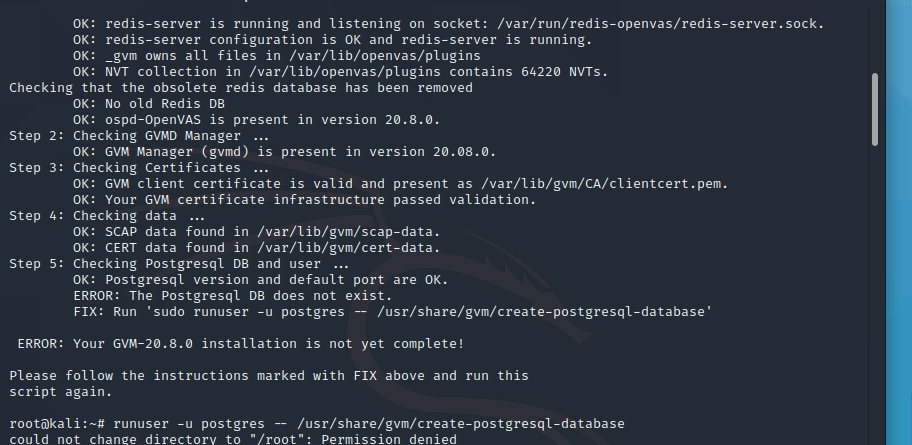 OK: redis-server is running and listening on socket: /var/run/redis-openvas/redis-server.sock.
OK: redis-server configuration is OK and redis-server is running.
OK: _gvm owns all files in /var/lib/openvas/plugins
OK: NVT collection in /var/lib/openvas/plugins contains 64220 NVTs.
Checking that the obsolete redis database has been removed
OK: No old Redis DB
OK: ospd-OpenVAS is present in version 20.8.0.
Step 2: Checking GVMD Manager ...
OK: GVM Manager (gvmd) is present in version 20.08.0.
Step 3: Checking Certificates ...
OK: GVM client certificate is valid and present as /var/lib/gvm/CA/clientcert.pem.
OK: Your GVM certificate infrastructure passed validation.
Step 4: Checking data ...
OK: SCAP data found in /var/lib/gvm/scap-data.
OK: CERT data found in /var/lib/gvm/cert-data.
Step 5: Checking Postgresql DB and user ...
OK: Postgresql version and default port are OK.
ERROR: The Postgresql DB does not exist.
FIX: Run 'sudo runuser -u postgres -- /usr/share/gvm/create-postgresql-database'
ERROR: Your GVM-20.8.0 installation is not yet complete!
Please follow the instructions marked with FIX above and run this
script again.
root@kali:~# runuser -u postgres -- /usr/share/gvm/create-postgresql-database
could not change directory to "/root": Permission denied